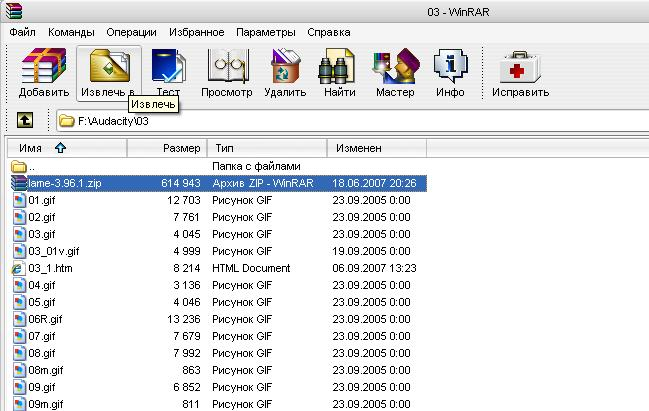 03 - WinRAR
Файл Команды Операции Избранное Параметры Справка
Добавить Извлечь в Тест Просмотр Удалить Найти Мастер Инфо Исправить
Извлечь
F:\Audacity\03
Имя Размер Тип Изменен
.. Папка с файлами
lame-3.96.1.zip 614 943 Архив ZIP - WinRAR 18.06.2007 20:26
01.gif 12 703 Рисунок GIF 23.09.2005 0:00
02.gif 7 761 Рисунок GIF 23.09.2005 0:00
03.gif 4 045 Рисунок GIF 23.09.2005 0:00
03_01v.gif 4 999 Рисунок GIF 19.09.2005 0:00
03_1.htm 8 214 HTML Document 06.09.2007 13:23
04.gif 3 136 Рисунок GIF 23.09.2005 0:00
05.gif 4 046 Рисунок GIF 23.09.2005 0:00
06R.gif 13 236 Рисунок GIF 23.09.2005 0:00
07.gif 7 679 Рисунок GIF 23.09.2005 0:00
08.gif 7 992 Рисунок GIF 23.09.2005 0:00
08m.gif 863 Рисунок GIF 23.09.2005 0:00
09.gif 6 852 Рисунок GIF 23.09.2005 0:00
09m.gif 811 Рисунок GIF 23.09.2005 0:00